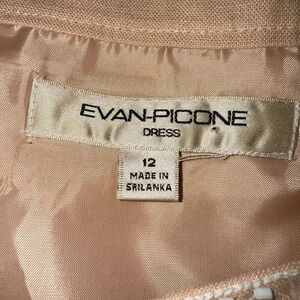 EVAN-PICONE
DRESS
12
MADE IN
SRILANKA